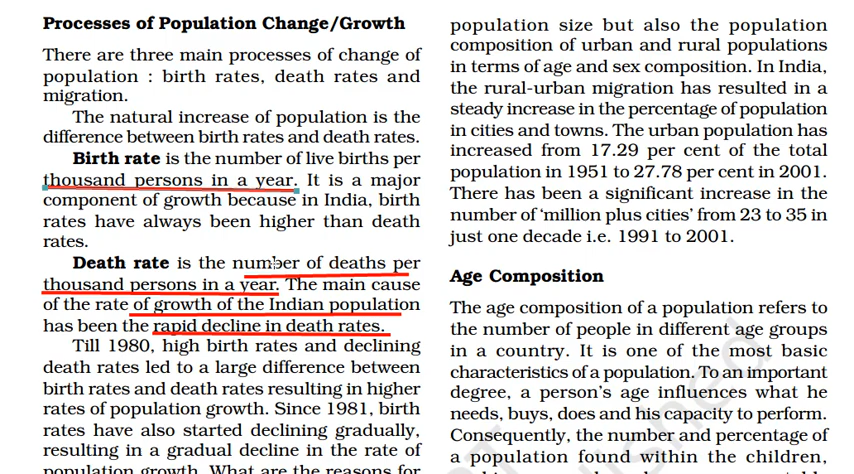 Processes of Population Change/Growth
There are three main processes of change of
population : birth rates, death rates and
migration.
The natural increase of population is the
difference between birth rates and death rates.
Birth rate is the number of live births per
thousand persons in a year. It is a major
component of growth because in India, birth
rates have always been higher than death
rates.
Death rate is the number of deaths per
thousand persons in a year. The main cause
of the rate of growth of the Indian population
has been the rapid decline in death rates.
Till 1980, high birth rates and declining
death rates led to a large difference between
birth rates and death rates resulting in higher
rates of population growth. Since 1981, birth
rates have also started declining gradually,
resulting in a gradual decline in the rate of
population growth. What are the reasons for
population size but also the population
composition of urban and rural populations
in terms of age and sex composition. In India,
the rural-urban migration has resulted in a
steady increase in the percentage of population
in cities and towns. The urban population has
increased from 17.29 per cent of the total
population in 1951 to 27.78 per cent in 2001.
There has been a significant increase in the
number of ‘million plus cities’ from 23 to 35 in
just one decade i.e. 1991 to 2001.
Age Composition
The age composition of a population refers to
the number of people in different age groups
in a country. It is one of the most basic
characteristics of a population. To an important
degree, a person’s age influences what he
needs, buys, does and his capacity to perform.
Consequently, the number and percentage of
a population found within the children,